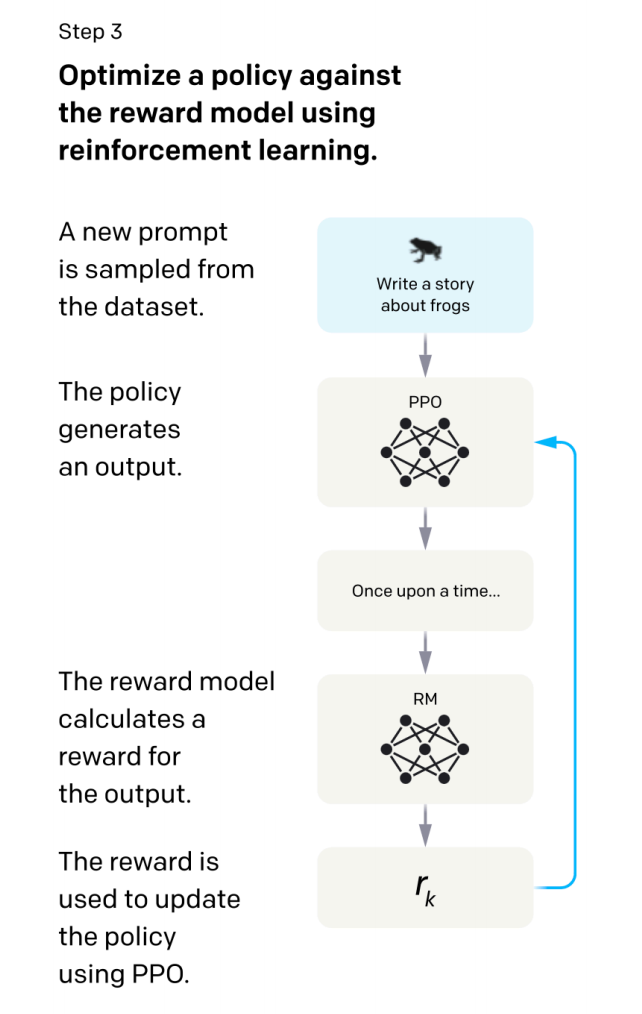 Step 3
Optimize a policy against
the reward model using
reinforcement learning.
A new prompt
is sampled from
the dataset.
Write a story
about frogs
The policy
generates
an output.
PPO
Once upon a time...
The reward model
calculates a
reward for
the output.
RM
The reward is
used to update
the policy
using PPO.
rk